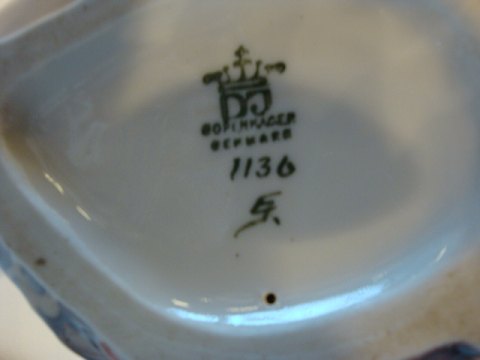 DJ
COPENHAGEN
DENMARK
1136